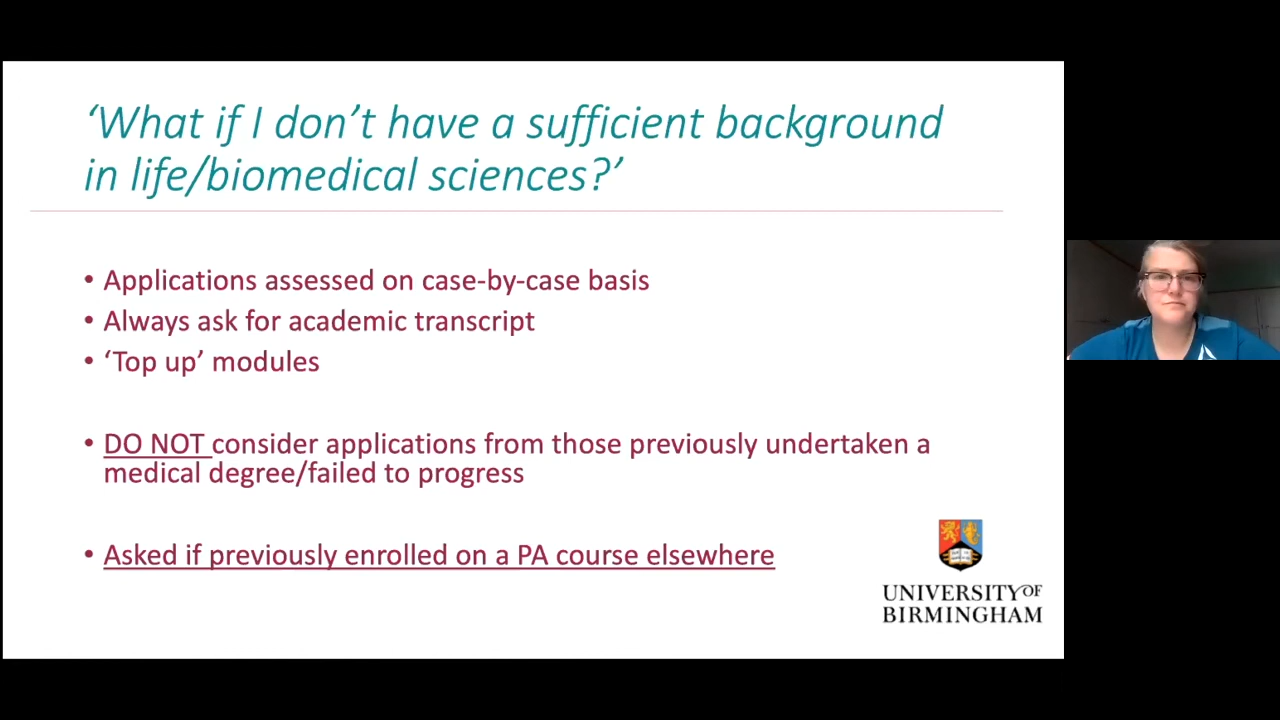 ‘What if I don’t have a sufficient background
in life/biomedical sciences?’
• Applications assessed on case-by-case basis
• Always ask for academic transcript
• ‘Top up’ modules
• DO NOT consider applications from those previously undertaken a
medical degree/failed to progress
• Asked if previously enrolled on a PA course elsewhere
UNIVERSITY OF
BIRMINGHAM